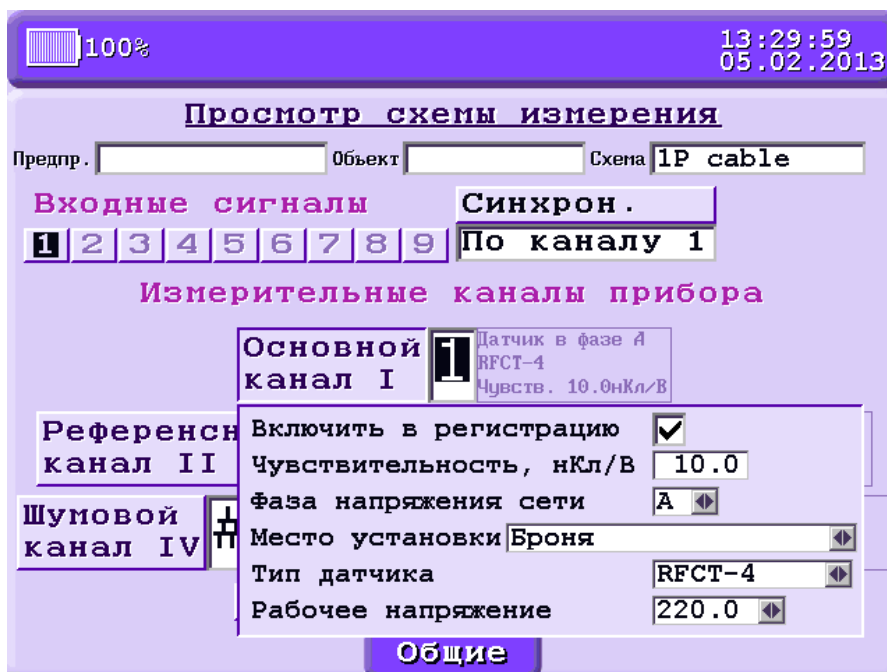 100%
13:29:59
05.02.2013
Просмотр схемы измерения
Предпр. Объект Схема 1P cable
Входные сигналы Синхрон.
1 2 3 4 5 6 7 8 9 По каналу 1
Измерительные каналы прибора
Основной канал I 1
Датчик в фазе А
RFCT-4
Чувств. 10.0нКл/В
Референсн
канал II
Шумовой
канал IV
Включить в регистрацию
Чувствительность, нКл/В 10.0
Фаза напряжения сети А
Место установки Броня
Тип датчика RFCT-4
Рабочее напряжение 220.0
Общие